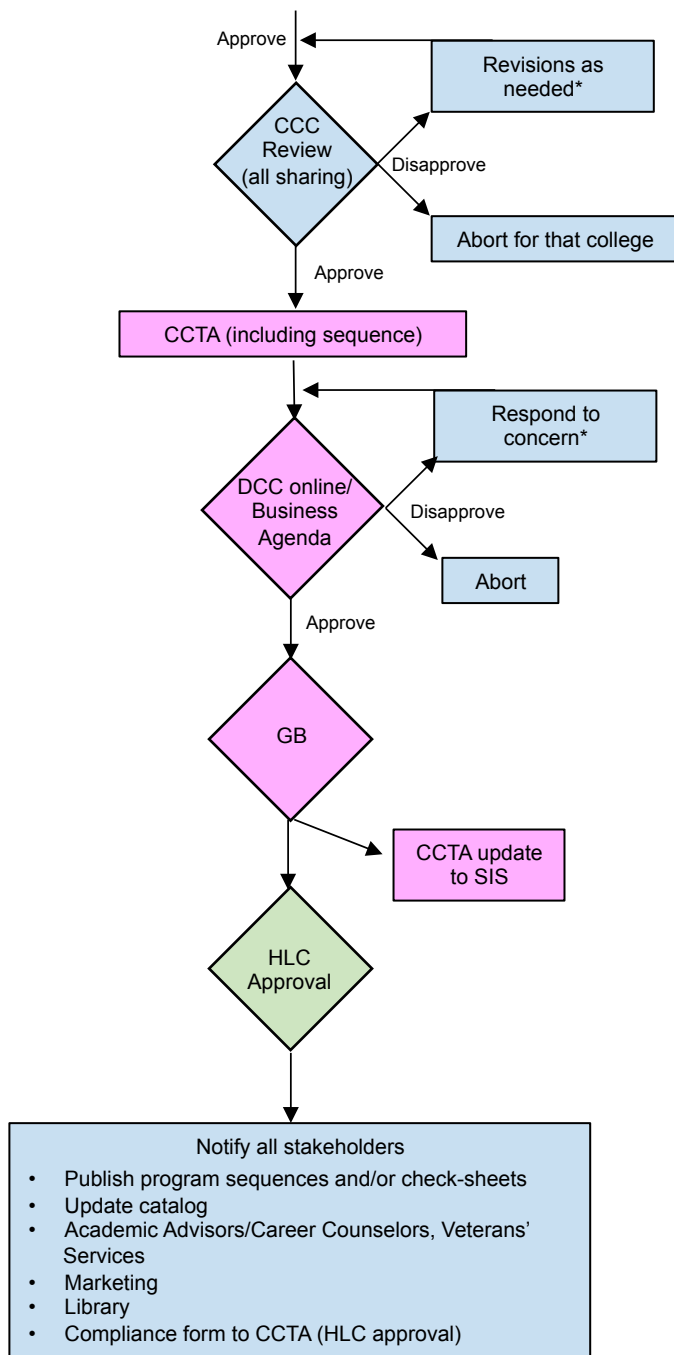 Approve
Revisions as
needed*
CCC
Review
(all sharing)
Disapprove
Abort for that college
Approve
CCTA (including sequence)
Respond to
concern*
DCC online/
Business
Agenda
Disapprove
Abort
Approve
GB
CCTA update
to SIS
HLC
Approval
Notify all stakeholders
• Publish program sequences and/or check-sheets
• Update catalog
• Academic Advisors/Career Counselors, Veterans’
Services
• Marketing
• Library
• Compliance form to CCTA (HLC approval)